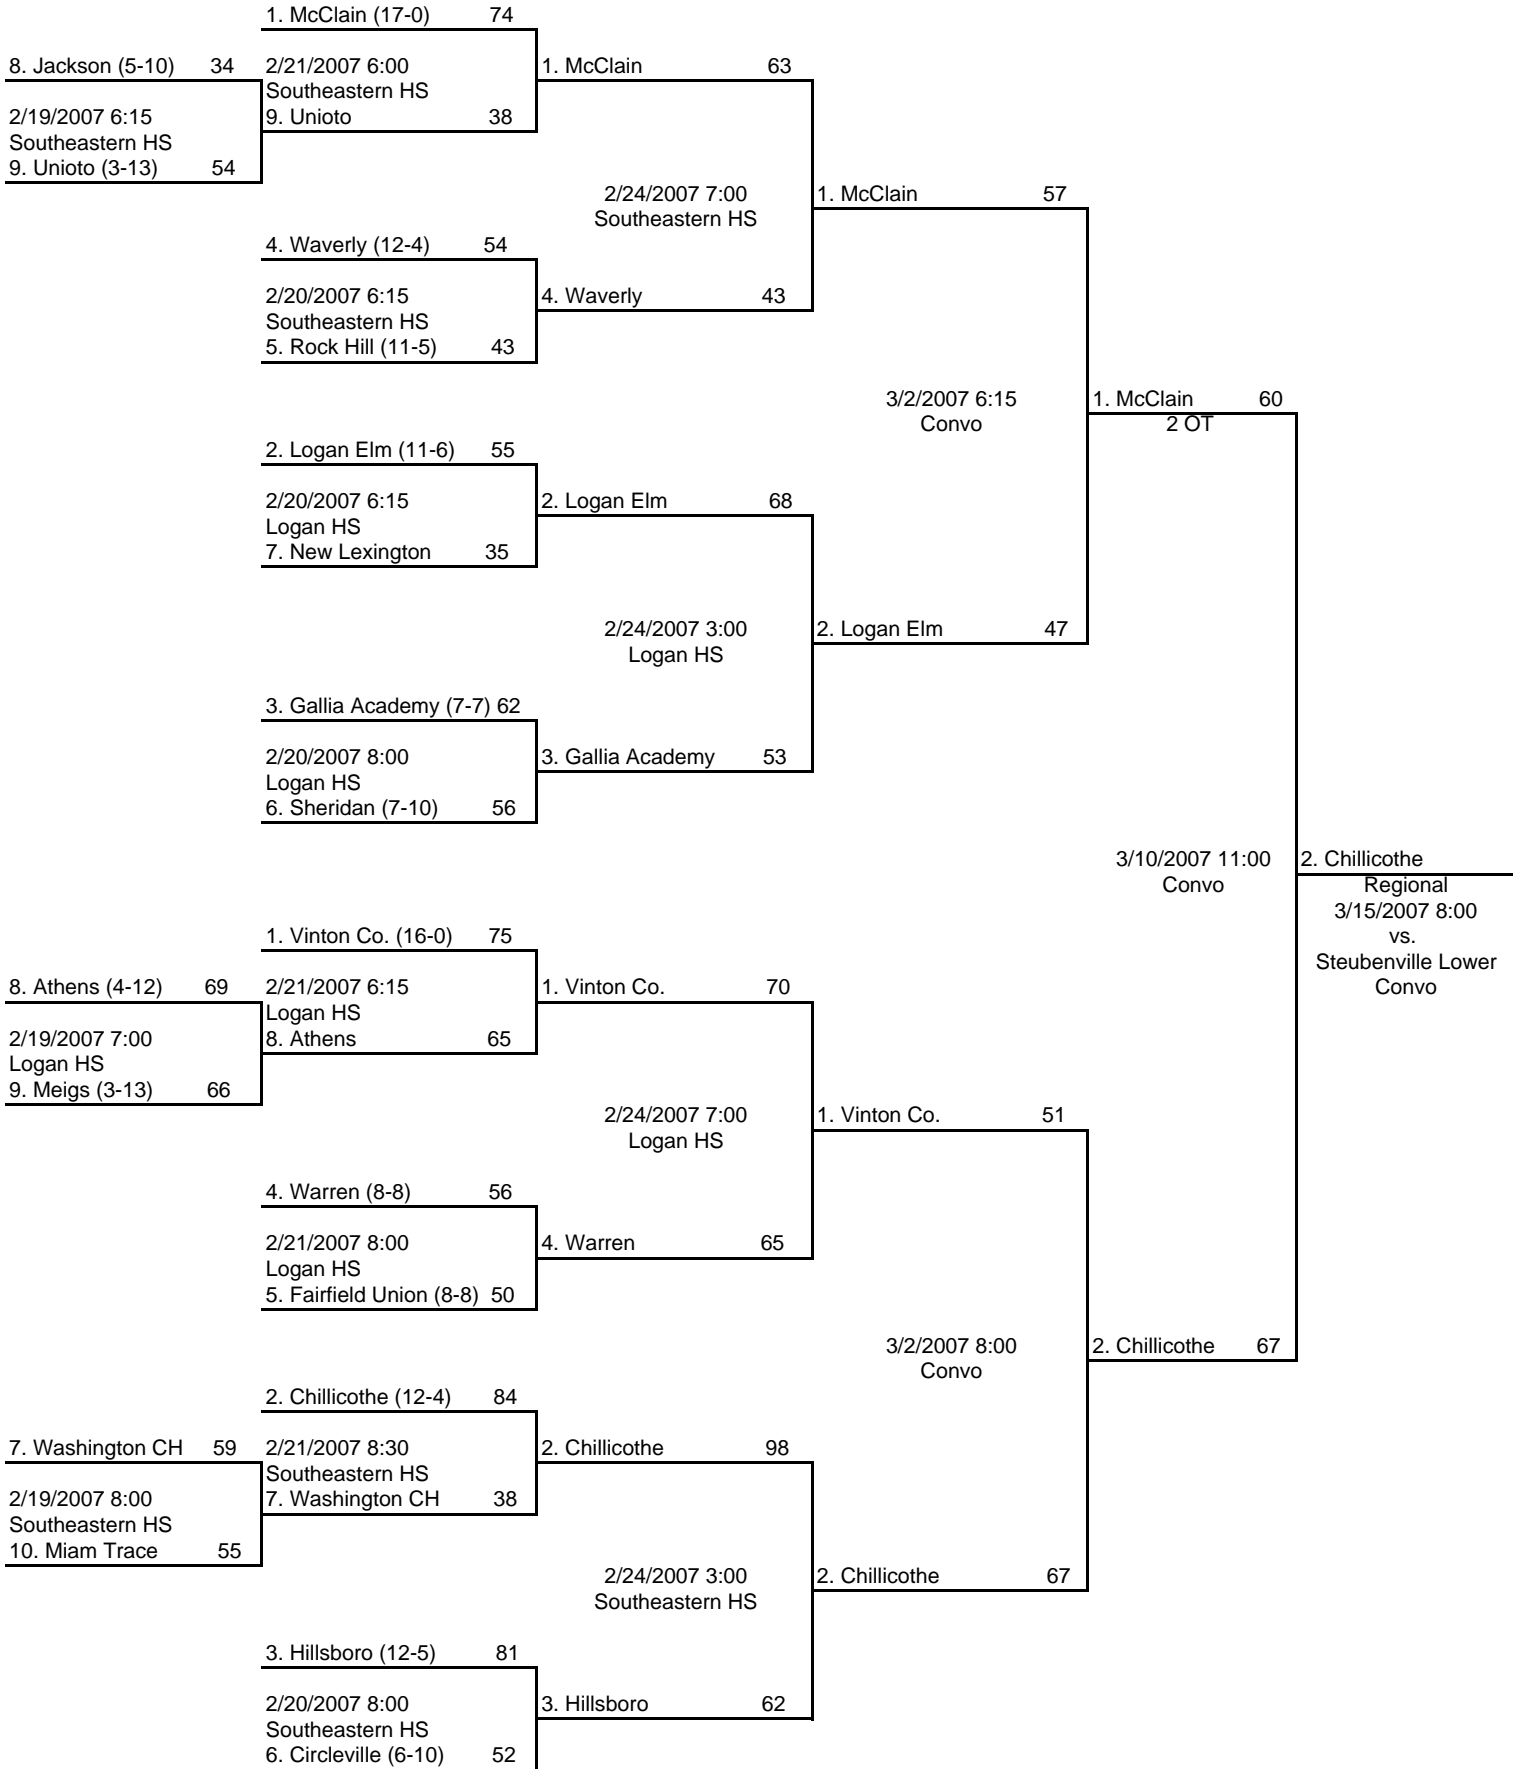 1. McClain (17-0) 74
8. Jackson (5-10) 34
2/21/2007 6:00
Southeastern HS
1. McClain 63
2/19/2007 6:15
Southeastern HS
9. Unioto 38
9. Unioto (3-13) 54
2/24/2007 7:00
Southeastern HS
1. McClain 57
4. Waverly (12-4) 54
2/20/2007 6:15
Southeastern HS
4. Waverly 43
5. Rock Hill (11-5) 43
3/2/2007 6:15
Convo
1. McClain 60
2 OT
2. Logan Elm (11-6) 55
2/20/2007 6:15
Logan HS
2. Logan Elm 68
7. New Lexington 35
2/24/2007 3:00
Logan HS
2. Logan Elm 47
3. Gallia Academy (7-7) 62
2/20/2007 8:00
Logan HS
3. Gallia Academy 53
6. Sheridan (7-10) 56
3/10/2007 11:00
Convo
2. Chillicothe
Regional
3/15/2007 8:00
vs.
Steubenville Lower
Convo
1. Vinton Co. (16-0) 75
8. Athens (4-12) 69
2/21/2007 6:15
Logan HS
1. Vinton Co. 70
2/19/2007 7:00
Logan HS
8. Athens 65
9. Meigs (3-13) 66
2/24/2007 7:00
Logan HS
1. Vinton Co. 51
4. Warren (8-8) 56
2/21/2007 8:00
Logan HS
4. Warren 65
5. Fairfield Union (8-8) 50
3/2/2007 8:00
Convo
2. Chillicothe 67
2. Chillicothe (12-4) 84
7. Washington CH 59
2/21/2007 8:30
Southeastern HS
2. Chillicothe 98
2/19/2007 8:00
Southeastern HS
7. Washington CH 38
10. Miam Trace 55
2/24/2007 3:00
Southeastern HS
2. Chillicothe 67
3. Hillsboro (12-5) 81
2/20/2007 8:00
Southeastern HS
3. Hillsboro 62
6. Circleville (6-10) 52